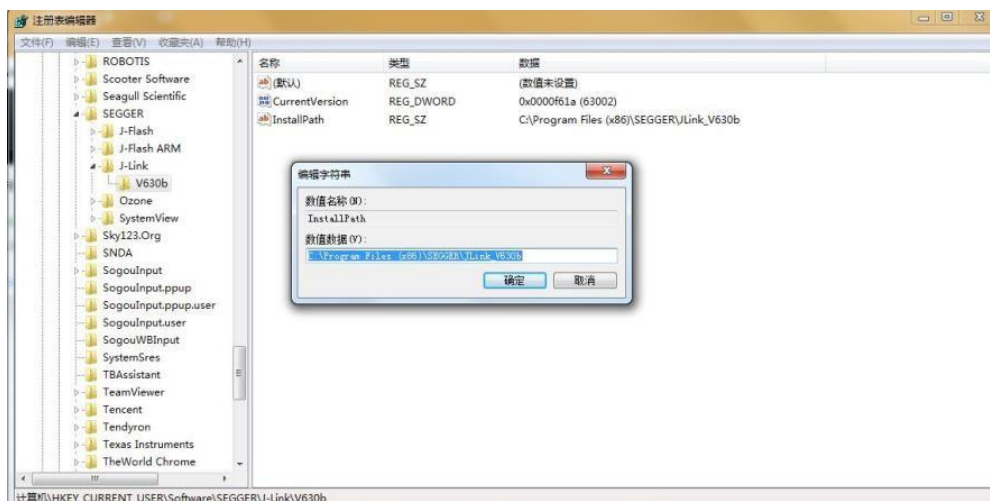 注册表编辑器
文件(F) 编辑(E) 查看(V) 收藏夹(A) 帮助(H)
ROBOTIS
Scooter Software
Seagull Scientific
SEGGER
J-Flash
J-Flash ARM
J-Link
V630b
Ozone
SystemView
Sky123.Org
SNDA
SogouInput
SogouInput.ppup
SogouInput.ppup.user
SogouInput.user
SogouWBInput
SystemSres
TBAssistant
TeamViewer
Tencent
Tendyron
Texas Instruments
TheWorld Chrome
名称 类型 数据
(默认) REG_SZ (数值未设置)
CurrentVersion REG_DWORD 0x0000f61a (63002)
InstallPath REG_SZ C:\Program Files (x86)\SEGGER\JLink_V630b
编辑字符串
数值名称(N):
InstallPath
数值数据(V):
C:\Program Files (x86)\SEGGER\JLink_V630b
确定 取消
计算机\HKEY_CURRENT_USER\Software\SEGGER\J-Link\V630b